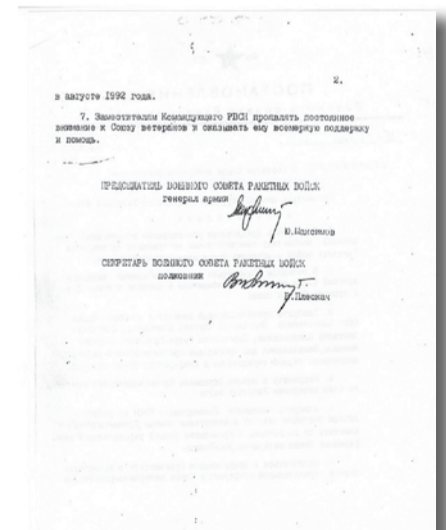 2.
в августе 1992 года.
7. Заместителям Командующего РВСН проявлять постоянное
внимание к Союзу ветеранов и оказывать ему всемерную поддержку
и помощь.
ПРЕДСЕДАТЕЛЬ ВОЕННОГО СОВЕТА РАКЕТНЫХ ВОЙСК
генерал армии
Ю.Максимов
СЕКРЕТАРЬ ВОЕННОГО СОВЕТА РАКЕТНЫХ ВОЙСК
полковник
В.Плескач